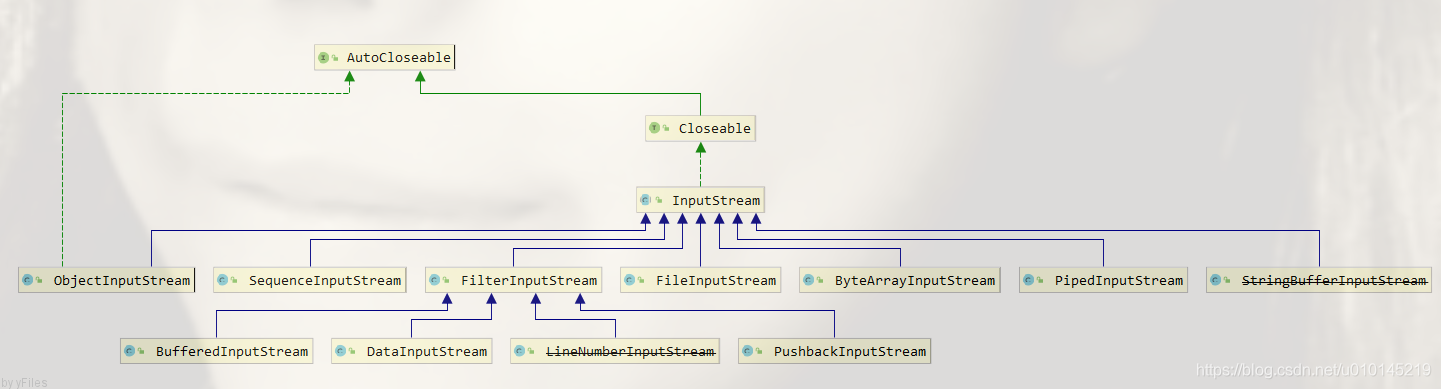 AutoCloseable
Closeable
InputStream
ObjectInputStream
SequenceInputStream
FilterInputStream
FileInputStream
ByteArrayInputStream
PipedInputStream
StringBufferInputStream
BufferedInputStream
DataInputStream
LineNumberInputStream
PushbackInputStream
https://blog.csdn.net/u010145219
by yFiles